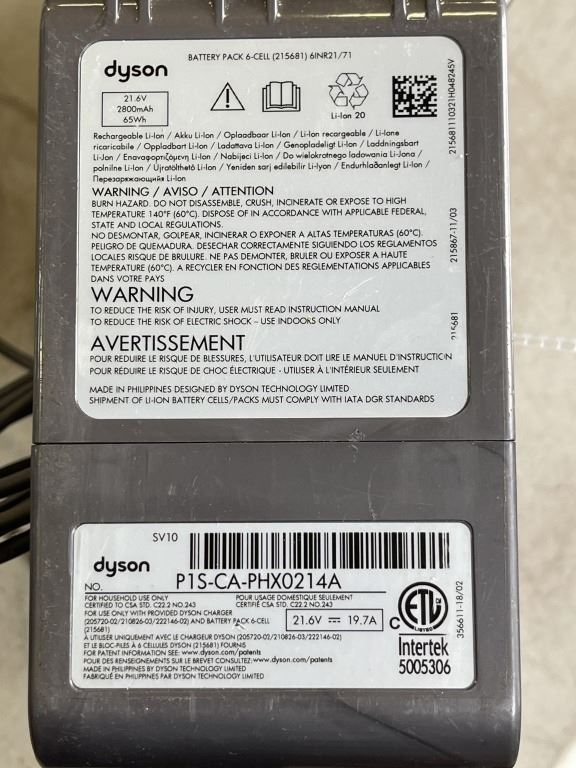 dyson
BATTERY PACK 6-CELL (215681) 6INR21/71
21.6V
2800mAh
65Wh
Li-Ion 20
215681110321H048245V
Rechargeable Li-Ion / Akku Li-Ion / Oplaadbaar Li-Ion / Li-Ion recargable / Li-Ione
ricaricabile / Oppladbart Li-Ion / Ladattava Li-Ion / Genopladeligt Li-Ion / Laddningsbart
Li-Jon / Επαναφορτιζόμενη Li-Ion / Nabíjecí Li-Ion / Do wielokrotnego ladowania Li-Jona /
polnilne Li-Ion / Újratölthető Li-Ion / Yeniden sarj edilebilir Li-Iyon / Endurhlaðanlegt Li-Ion /
Перезаряжающийя Li-Ion
WARNING / AVISO / ATTENTION
BURN HAZARD. DO NOT DISASSEMBLE, CRUSH, INCINERATE OR EXPOSE TO HIGH
TEMPERATURE 140°F (60°C). DISPOSE OF IN ACCORDANCE WITH APPLICABLE FEDERAL,
STATE AND LOCAL REGULATIONS.
NO DESMONTAR, GOLPEAR, INCINERAR O EXPONER A ALTAS TEMPERATURAS (60°C).
PELIGRO DE QUEMADURA. DESECHAR CORRECTAMENTE SIGUIENDO LOS REGLAMENTOS
LOCALES RISQUE DE BRULURE. NE PAS DEMONTER, BRULER OU EXPOSER A HAUTE
TEMPERATURE (60°C). A RECYCLER EN FONCTION DES REGLEMENTATIONS APPLICABLES
DANS VOTRE PAYS
215867-11/03
WARNING
TO REDUCE THE RISK OF INJURY, USER MUST READ INSTRUCTION MANUAL
TO REDUCE THE RISK OF ELECTRIC SHOCK – USE INDOORS ONLY
215681
AVERTISSEMENT
POUR RÉDUIRE LE RISQUE DE BLESSURES, L'UTILISATEUR DOIT LIRE LE MANUEL D'INSTRUCTION
POUR RÉDUIRE LE RISQUE DE CHOC ÉLECTRIQUE - UTILISER À L'INTÉRIEUR SEULEMENT
MADE IN PHILIPPINES DESIGNED BY DYSON TECHNOLOGY LIMITED
SHIPMENT OF LI-ION BATTERY CELLS/PACKS MUST COMPLY WITH IATA DGR STANDARDS
SV10
dyson
NO.
P1S-CA-PHX0214A
FOR HOUSEHOLD USE ONLY
CERTIFIED TO CSA STD. C22.2 NO.243
POUR USAGE DOMESTIQUE SEULEMENT
CERTIFIÉ CSA STD. C22.2 NO.243
FOR USE ONLY WITH PROVIDED DYSON CHARGER
(205720-02/210826-03/222146-02) AND BATTERY PACK 6-CELL
(215681)
21.6V ⎓ 19.7A
À UTILISER UNIQUEMENT AVEC LE CHARGEUR DYSON (205720-02/210826-03/222146-02)
ET LE BLOC-PILES À 6 CELLULES DYSON (215681) FOURNIS
FOR PATENT INFORMATION SEE: www.dyson.com/patents
POUR DES RENSEIGNEMENTS SUR LE BREVET CONSULTEZ: www.dyson.com/patents
MADE IN PHILIPPINES BY DYSON TECHNOLOGY LIMITED
FABRIQUÉ EN PHILIPPINES PAR DYSON TECHNOLOGY LIMITED
C ETL
LISTED
Intertek
5005306
356611-18/02